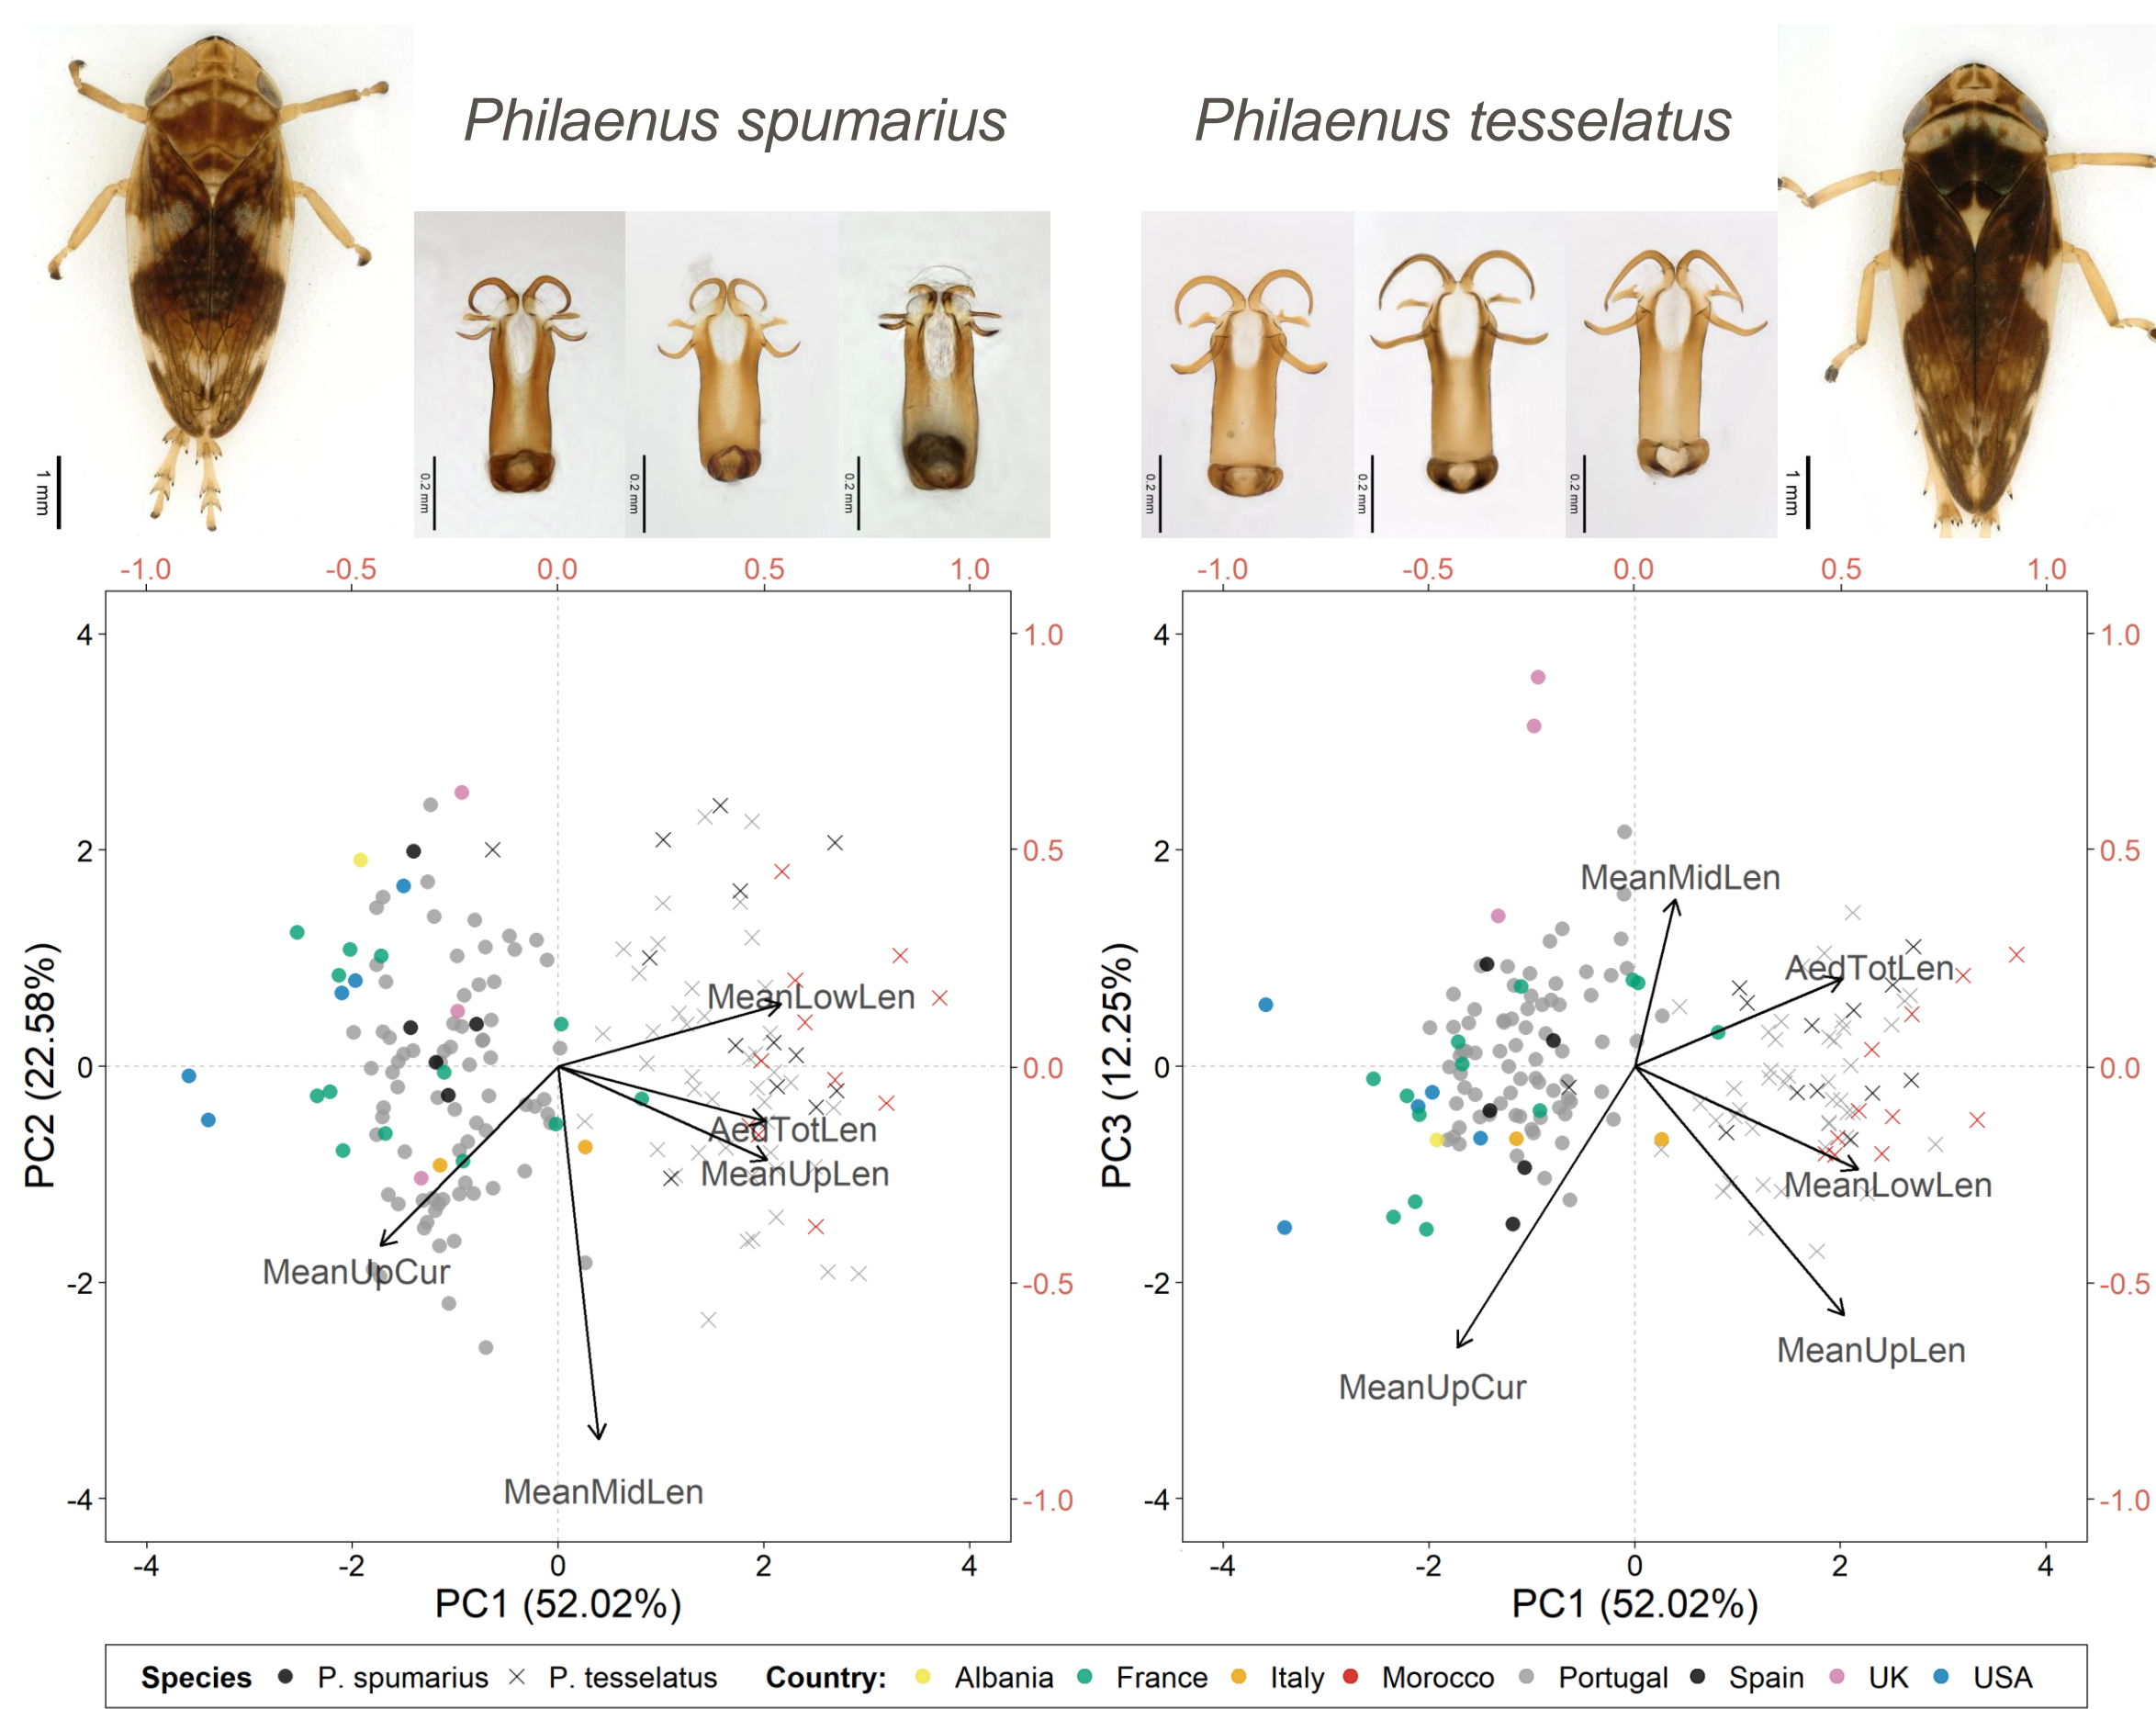 Philaenus spumarius
Philaenus tesselatus
1 mm
0.2 mm
0.2 mm
0.2 mm
0.2 mm
0.2 mm
0.2 mm
1 mm
-1.0 -0.5 0.0 0.5 1.0
-1.0 -0.5 0.0 0.5 1.0
4
2
0
-2
-4
PC2 (22.58%)
MeanLowLen
AedTotLen
MeanUpLen
MeanUpCur
MeanMidLen
1.0
0.5
0.0
-0.5
-1.0
-4 -2 0 2 4
PC1 (52.02%)
4
2
0
-2
-4
PC3 (12.25%)
MeanMidLen
AedTotLen
MeanLowLen
MeanUpLen
MeanUpCur
1.0
0.5
0.0
-0.5
-1.0
-4 -2 0 2 4
PC1 (52.02%)
Species P. spumarius P. tesselatus Country: Albania France Italy Morocco Portugal Spain UK USA